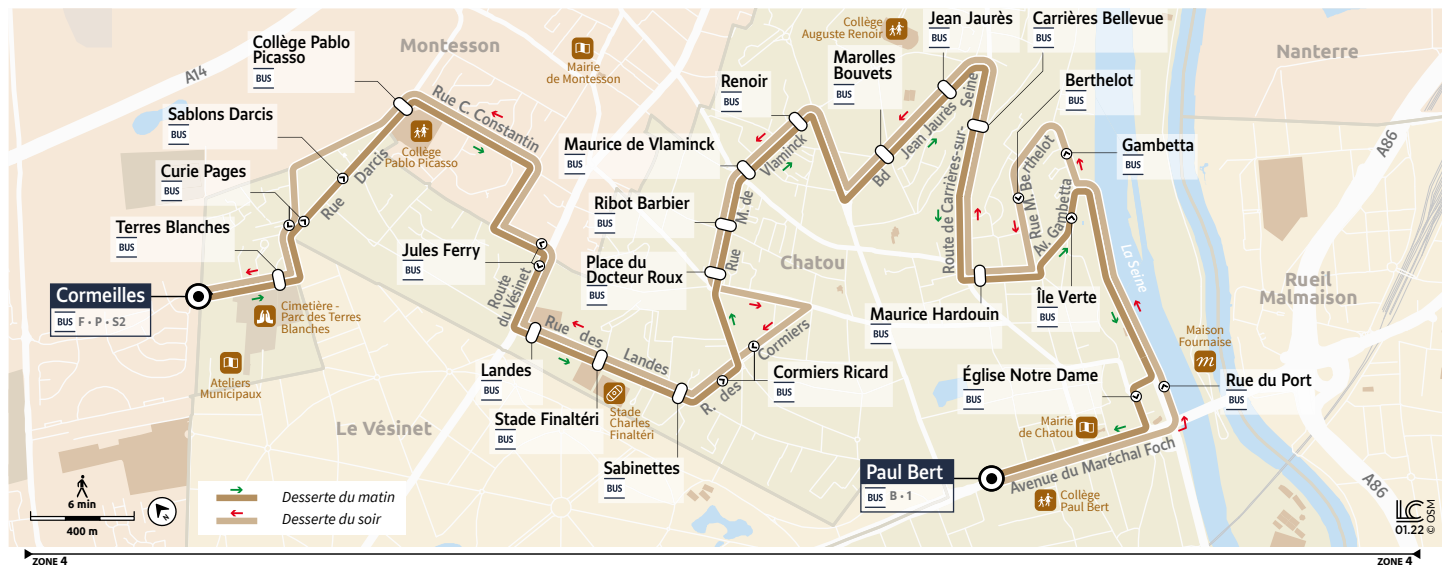 Montesson
Nanterre
Chatou
Le Vésinet
Rueil
Malmaison
A14
A86
A86
La Seine
Cormeilles
BUS F • P • S2
Terres Blanches
BUS
Curie Pages
BUS
Sablons Darcis
BUS
Collège Pablo
Picasso
BUS
Jules Ferry
BUS
Landes
BUS
Stade Finaltéri
BUS
Sabinettes
BUS
Cormiers Ricard
BUS
Place du
Docteur Roux
BUS
Ribot Barbier
BUS
Maurice de Vlaminck
BUS
Renoir
BUS
Marolles
Bouvets
BUS
Jean Jaurès
BUS
Carrières Bellevue
BUS
Maurice Hardouin
BUS
Berthelot
BUS
Gambetta
BUS
Île Verte
BUS
Église Notre Dame
BUS
Rue du Port
BUS
Paul Bert
BUS B • 1
Rue Darcis
Rue C. Constantin
Route
du Vésinet
Rue des Landes
R. des Cormiers
Rue M. de Vlaminck
Bd Jean Jaurès
Route de Carrières-sur-
Seine
Rue M. Berthelot
Av. Gambetta
Avenue du Maréchal Foch
Mairie
de Montesson
Collège
Auguste Renoir
Collège
Pablo Picasso
Cimetière -
Parc des Terres
Blanches
Ateliers
Municipaux
Stade
Charles
Finaltéri
Maison
Fournaise
Mairie
de Chatou
Collège
Paul Bert
6 min
400 m
Desserte du matin
Desserte du soir
LC
01.22 © OSM
ZONE 4
ZONE 4